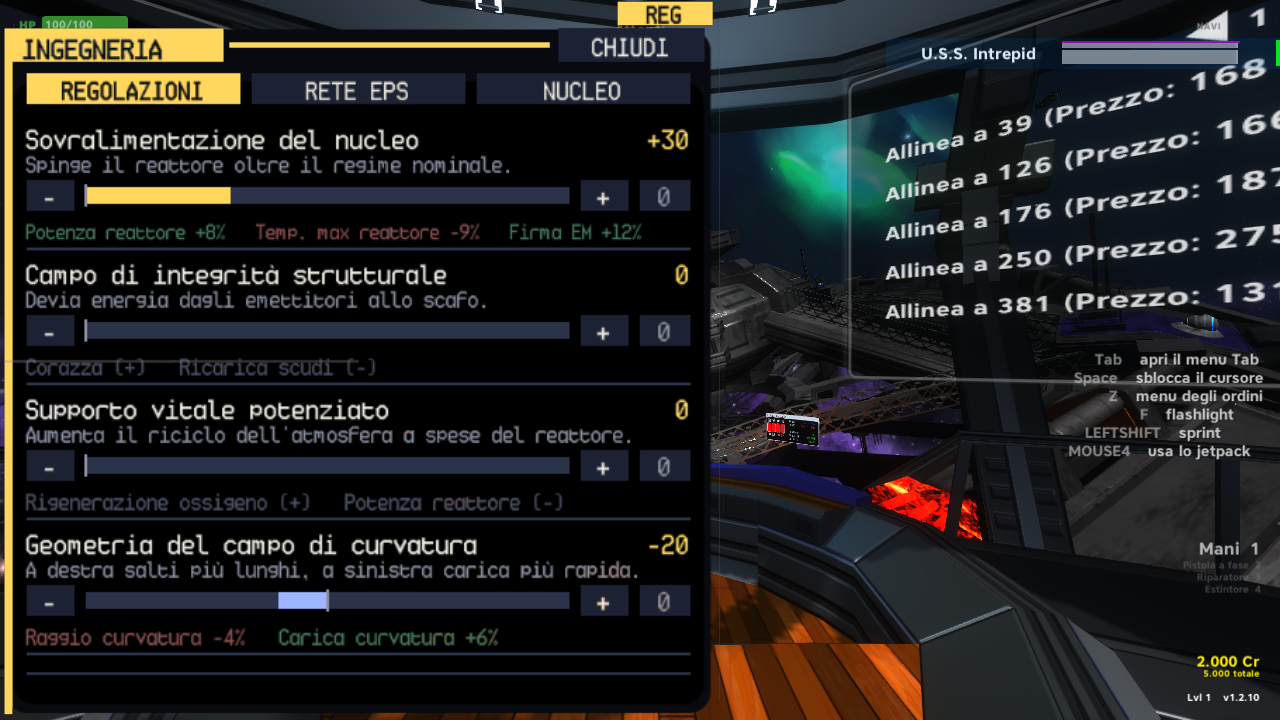 HP 100/100
REG
INGEGNERIA
CHIUDI
REGOLAZIONI
RETE EPS
NUCLEO
Sovralimentazione del nucleo +30
Spinge il reattore oltre il regime nominale.
- + 0
Potenza reattore +8% Temp. max reattore -9% Firma EM +12%
Campo di integrità strutturale 0
Devia energia dagli emettitori allo scafo.
- + 0
Corazza (+) Ricarica scudi (-)
Supporto vitale potenziato 0
Aumenta il riciclo dell'atmosfera a spese del reattore.
- + 0
Rigenerazione ossigeno (+) Potenza reattore (-)
Geometria del campo di curvatura -20
A destra salti più lunghi, a sinistra carica più rapida.
- + 0
Raggio curvatura -4% Carica curvatura +6%
NAVI 1
U.S.S. Intrepid
Allinea a 39 (Prezzo: 168
Allinea a 126 (Prezzo: 166
Allinea a 176 (Prezzo: 187
Allinea a 250 (Prezzo: 275
Allinea a 381 (Prezzo: 131
Tab apri il menu Tab
Space sblocca il cursore
Z menu degli ordini
F flashlight
LEFTSHIFT sprint
MOUSE4 usa lo jetpack
Mani 1
Pistola a fase 2
Riparatore 3
Estintore 4
2.000 Cr
5.000 totale
Lvl 1 v1.2.10